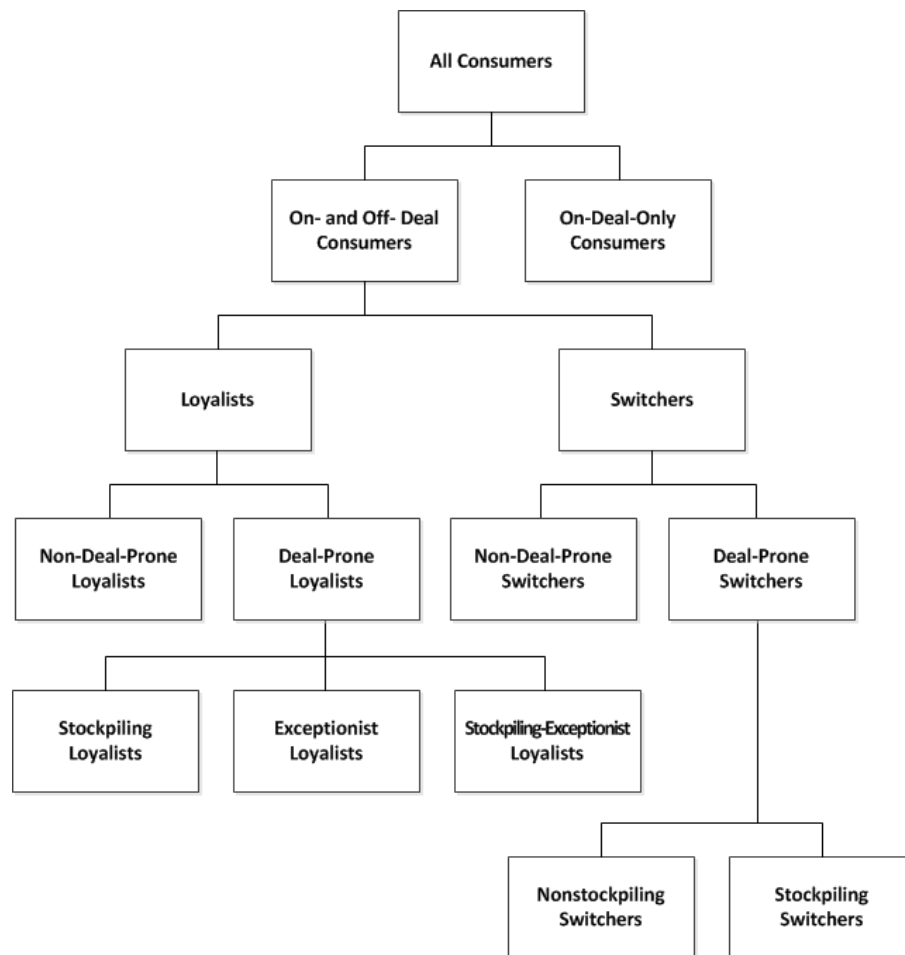 All Consumers
On- and Off- Deal
Consumers
On-Deal-Only
Consumers
Loyalists
Switchers
Non-Deal-Prone
Loyalists
Deal-Prone
Loyalists
Non-Deal-Prone
Switchers
Deal-Prone
Switchers
Stockpiling
Loyalists
Exceptionist
Loyalists
Stockpiling-Exceptionist
Loyalists
Nonstockpiling
Switchers
Stockpiling
Switchers